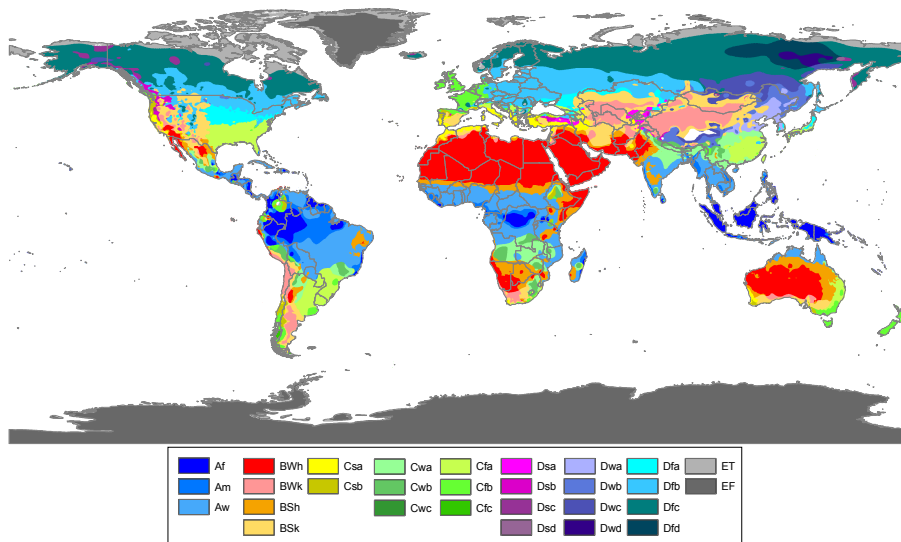 Af BWh Csa Cwa Cfa Dsa Dwa Dfa ET
Am BWk Csb Cwb Cfb Dsb Dwb Dfb EF
Aw BSh Cwc Cfc Dsc Dwc Dfc
BSk Dsd Dwd Dfd